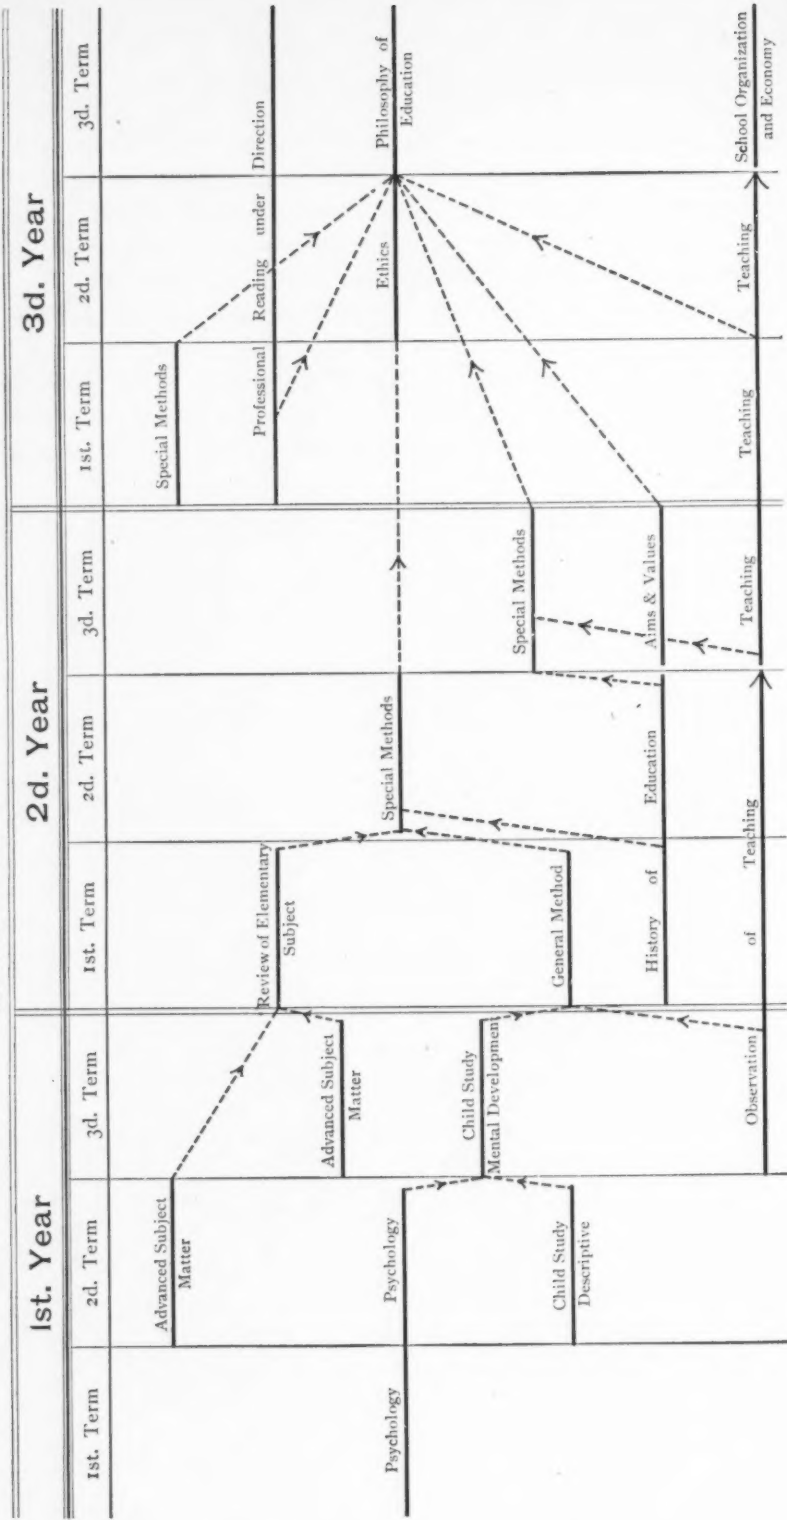 1st. Year
2d. Year
3d. Year
1st. Term
2d. Term
3d. Term
1st. Term
2d. Term
3d. Term
1st. Term
2d. Term
3d. Term
Advanced Subject
Matter
Psychology
Psychology
Child Study
Descriptive
Advanced Subject
Matter
Child Study
Mental Development
Observation of Teaching
Review of Elementary
Subject
General Method
History of Education
Special Methods
Special Methods
Aims & Values
Teaching
Special Methods
Professional Reading under Direction
Ethics
Philosophy of
Education
Teaching
Teaching
School Organization
and Economy